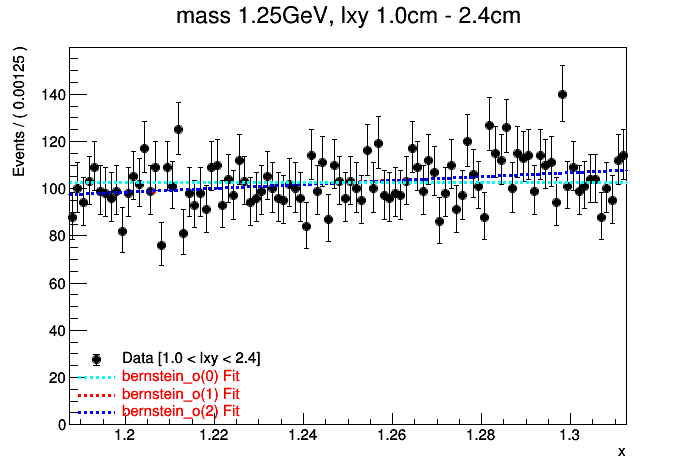 mass 1.25GeV, lxy 1.0cm - 2.4cm
Events / ( 0.00125 )
140
120
100
80
60
40
20
0
Data [1.0 < lxy < 2.4]
bernstein_o(0) Fit
bernstein_o(1) Fit
bernstein_o(2) Fit
1.2 1.22 1.24 1.26 1.28 1.3
x